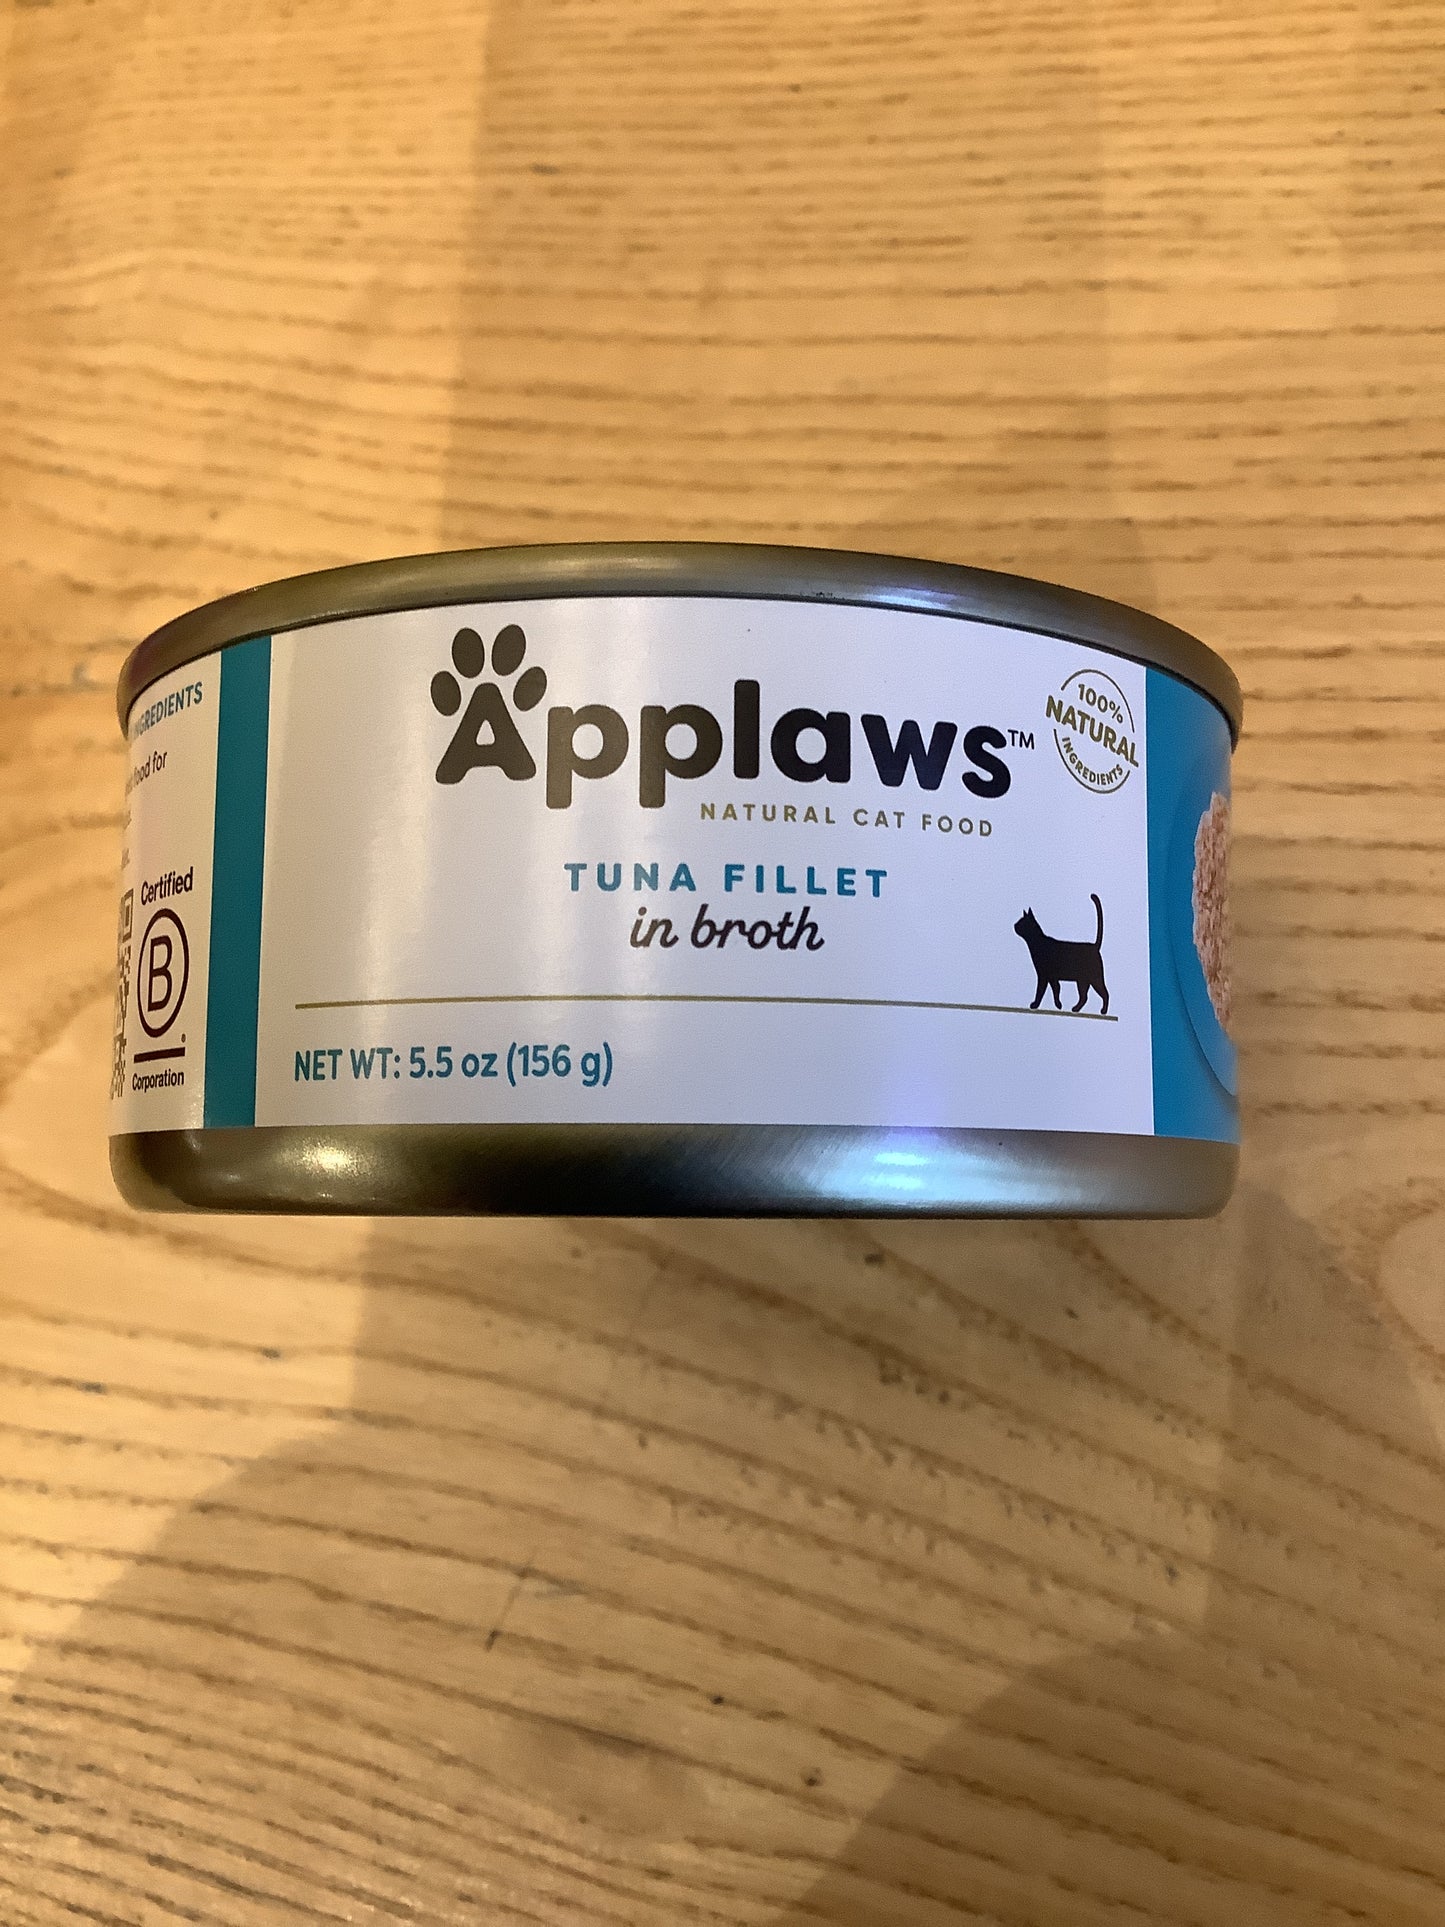 Applaws™
NATURAL CAT FOOD
TUNA FILLET
in broth
NET WT: 5.5 oz (156 g)
100%
NATURAL
INGREDIENTS
food for
Certified
B
Corporation